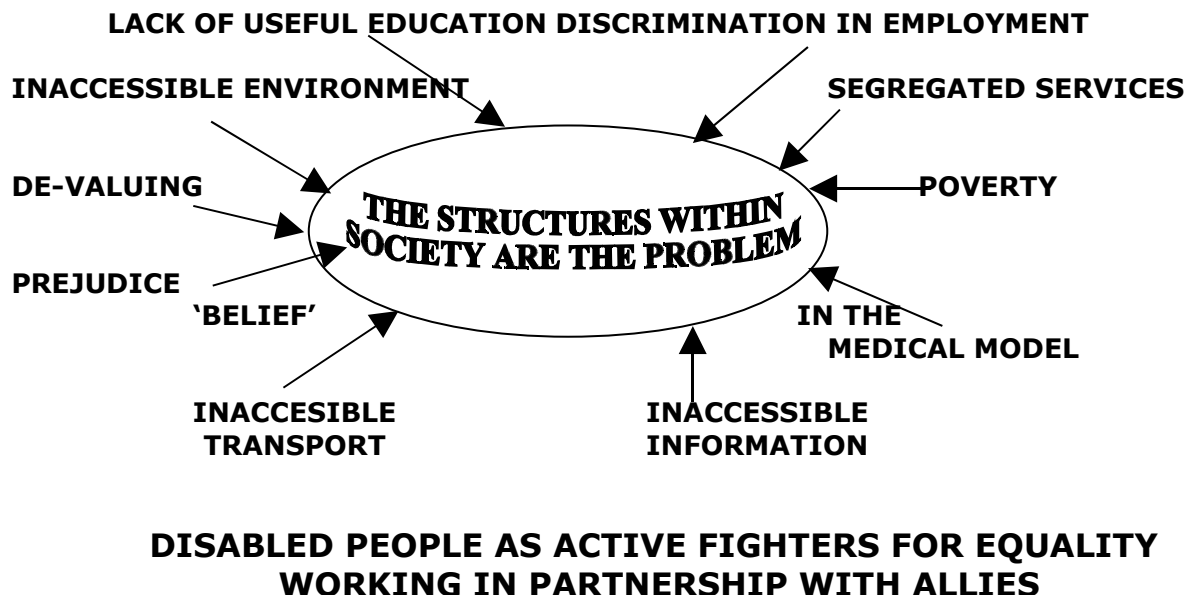 LACK OF USEFUL EDUCATION DISCRIMINATION IN EMPLOYMENT
INACCESSIBLE ENVIRONMENT
SEGREGATED SERVICES
DE-VALUING
POVERTY
THE STRUCTURES WITHIN
SOCIETY ARE THE PROBLEM
PREJUDICE
‘BELIEF’
IN THE
MEDICAL MODEL
INACCESIBLE
TRANSPORT
INACCESSIBLE
INFORMATION
DISABLED PEOPLE AS ACTIVE FIGHTERS FOR EQUALITY
WORKING IN PARTNERSHIP WITH ALLIES